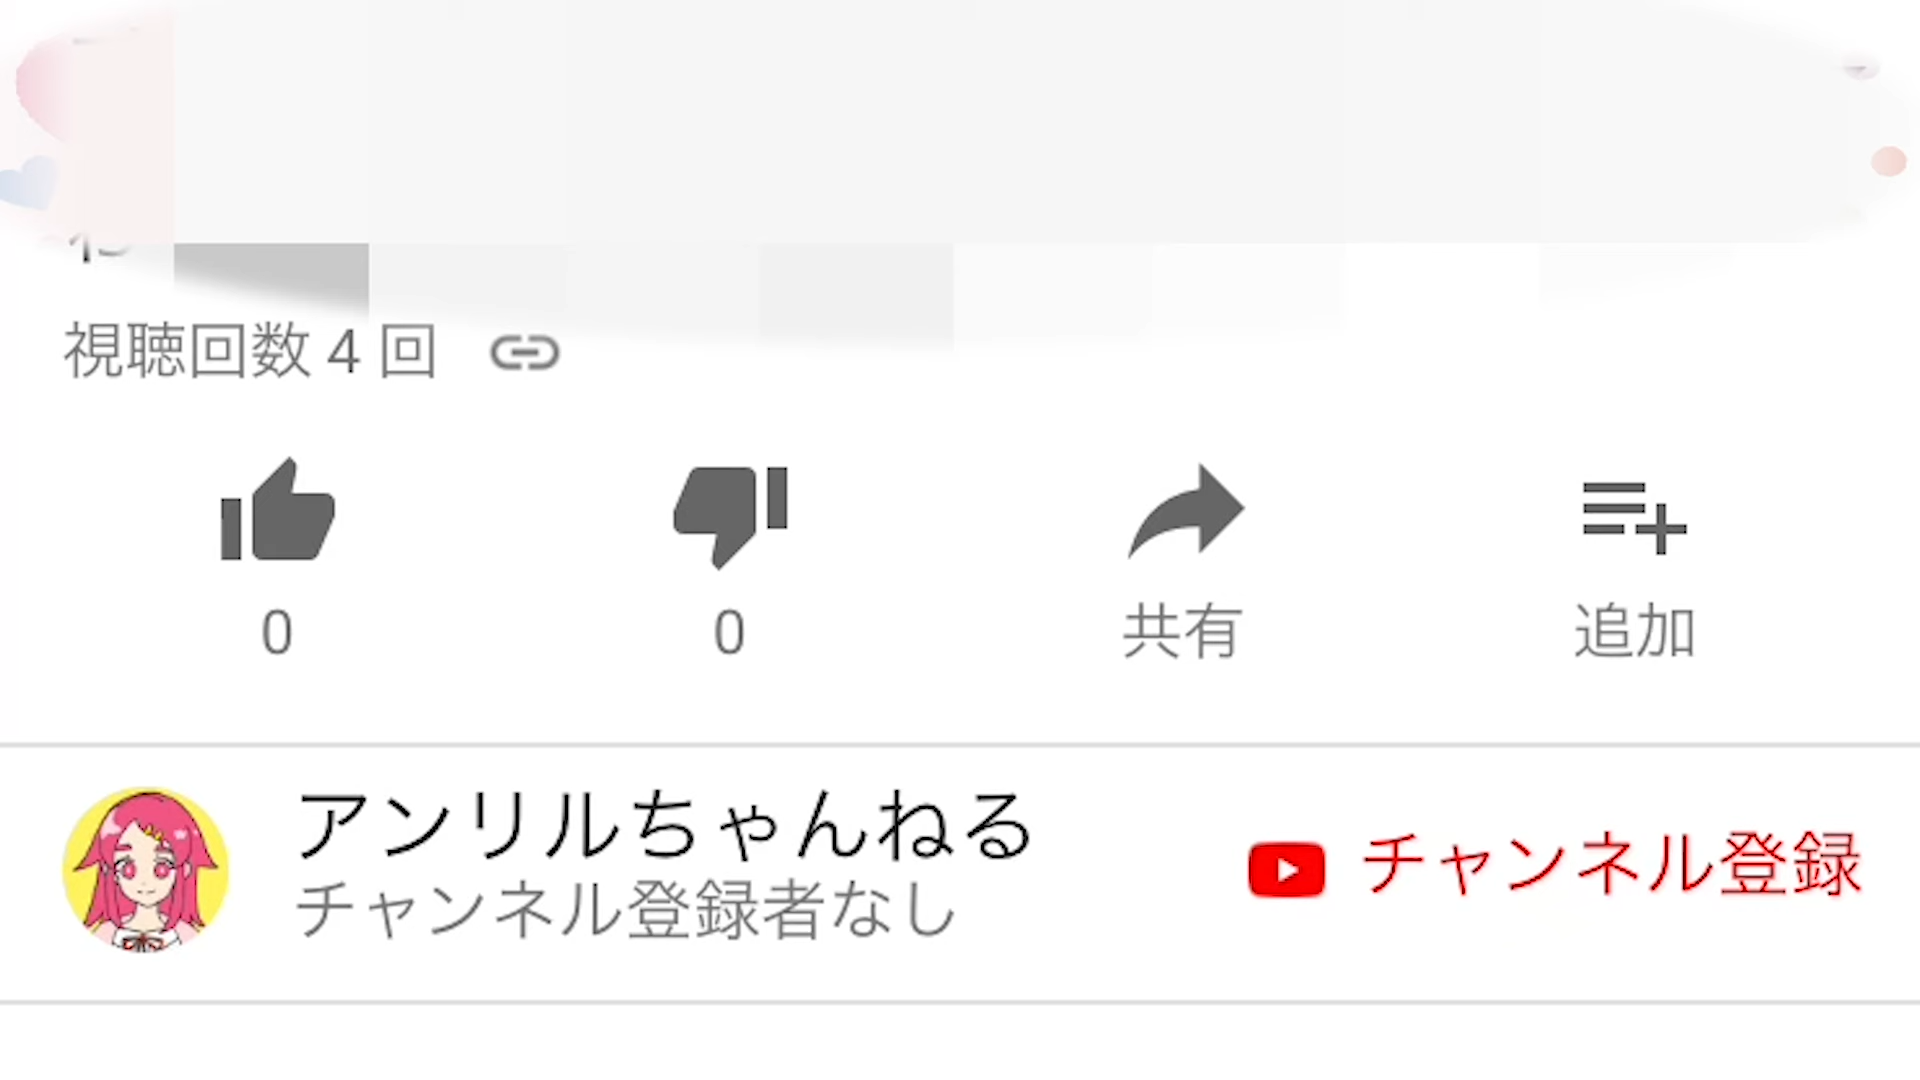 視聴回数 4 回
0
0
共有
追加
アンリルちゃんねる
チャンネル登録者なし
チャンネル登録